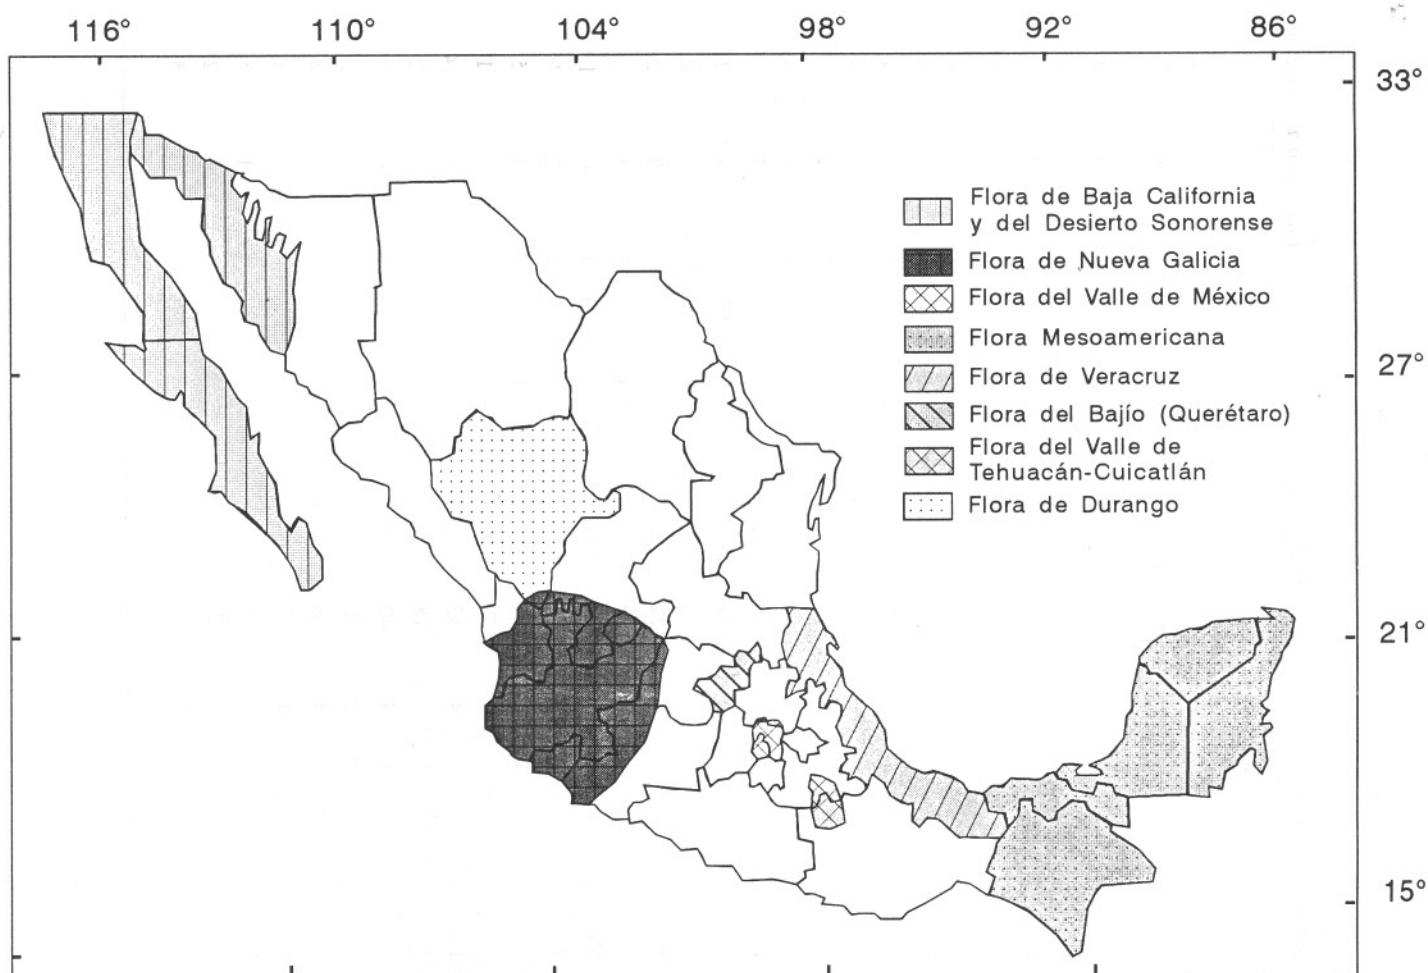 116° 110° 104° 98° 92° 86°
33°
Flora de Baja California
y del Desierto Sonorense
Flora de Nueva Galicia
Flora del Valle de México
Flora Mesoamericana
27°
Flora de Veracruz
Flora del Bajío (Querétaro)
Flora del Valle de
Tehuacán-Cuicatlán
Flora de Durango
21°
15°